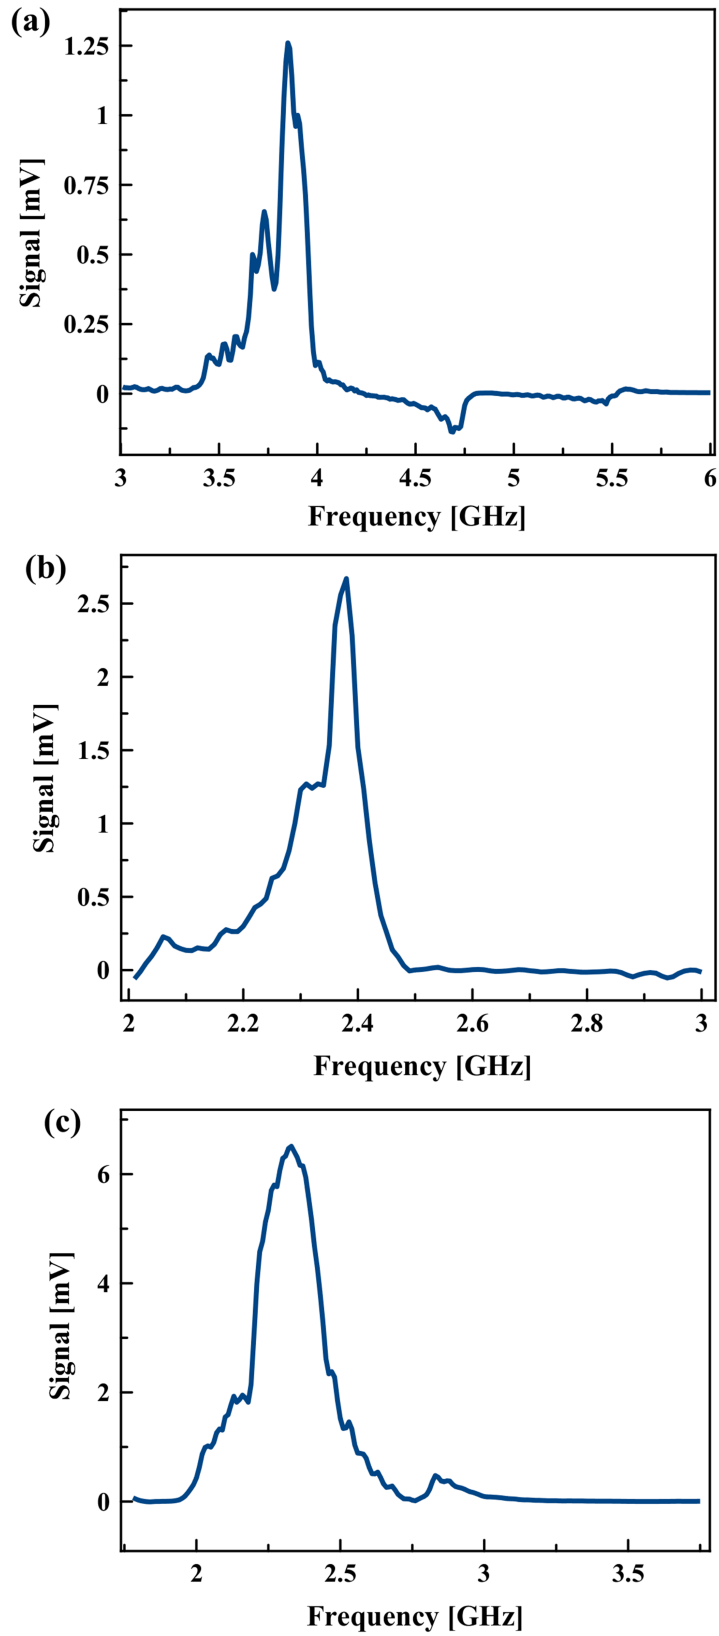 (a)
1.25
1
0.75
0.5
0.25
0
Signal [mV]
3 3.5 4 4.5 5 5.5 6
Frequency [GHz]
(b)
2.5
2
1.5
1
0.5
0
Signal [mV]
2 2.2 2.4 2.6 2.8 3
Frequency [GHz]
(c)
6
4
2
0
Signal [mV]
2 2.5 3 3.5
Frequency [GHz]